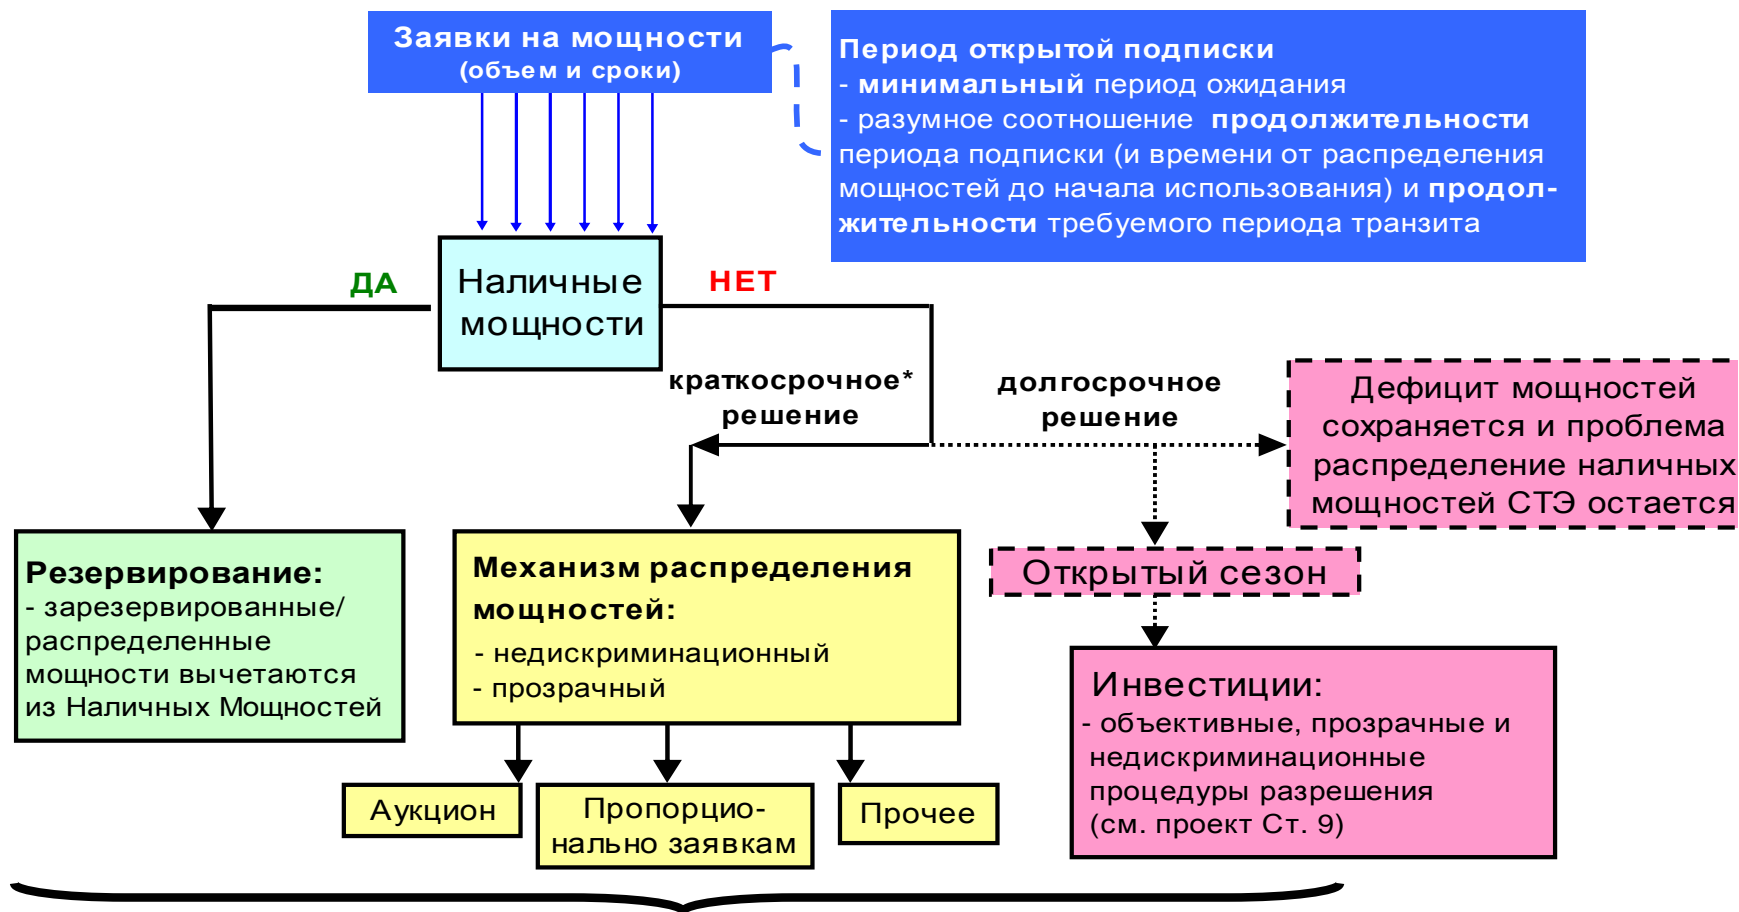 Заявки на мощности
(объем и сроки)
Период открытой подписки
- минимальный период ожидания
- разумное соотношение продолжительности
периода подписки (и времени от распределения
мощностей до начала использования) и продол-
жительности требуемого периода транзита
ДА
Наличные
мощности
НЕТ
краткосрочное*
решение
долгосрочное
решение
Дефицит мощностей
сохраняется и проблема
распределение наличных
мощностей СТЭ остается
Резервирование:
- зарезервированные/
распределенные
мощности вычетаются
из Наличных Мощностей
Механизм распределения
мощностей:
- недискриминационный
- прозрачный
Открытый сезон
Инвестиции:
- объективные, прозрачные и
недискриминационные
процедуры разрешения
(см. проект Ст. 9)
Аукцион
Пропорцио-
нально заявкам
Прочее